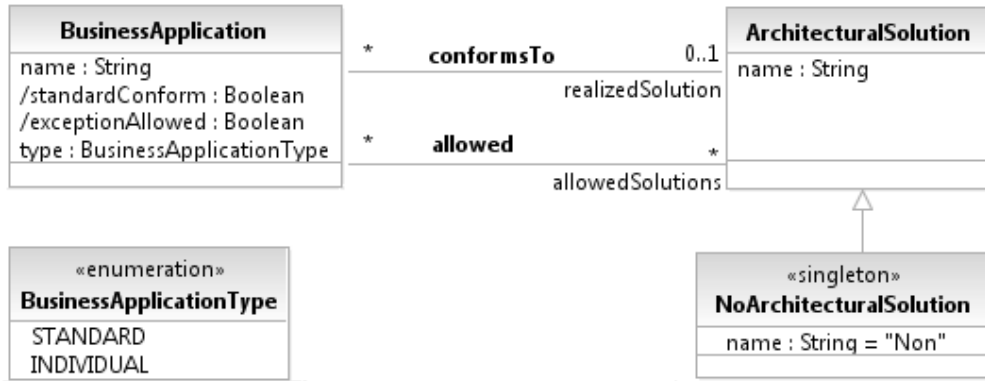 BusinessApplication
name : String
/standardConform : Boolean
/exceptionAllowed : Boolean
type : BusinessApplicationType
* conformsTo 0..1
realizedSolution
* allowed *
allowedSolutions
ArchitecturalSolution
name : String
«enumeration»
BusinessApplicationType
STANDARD
INDIVIDUAL
«singleton»
NoArchitecturalSolution
name : String = "Non"